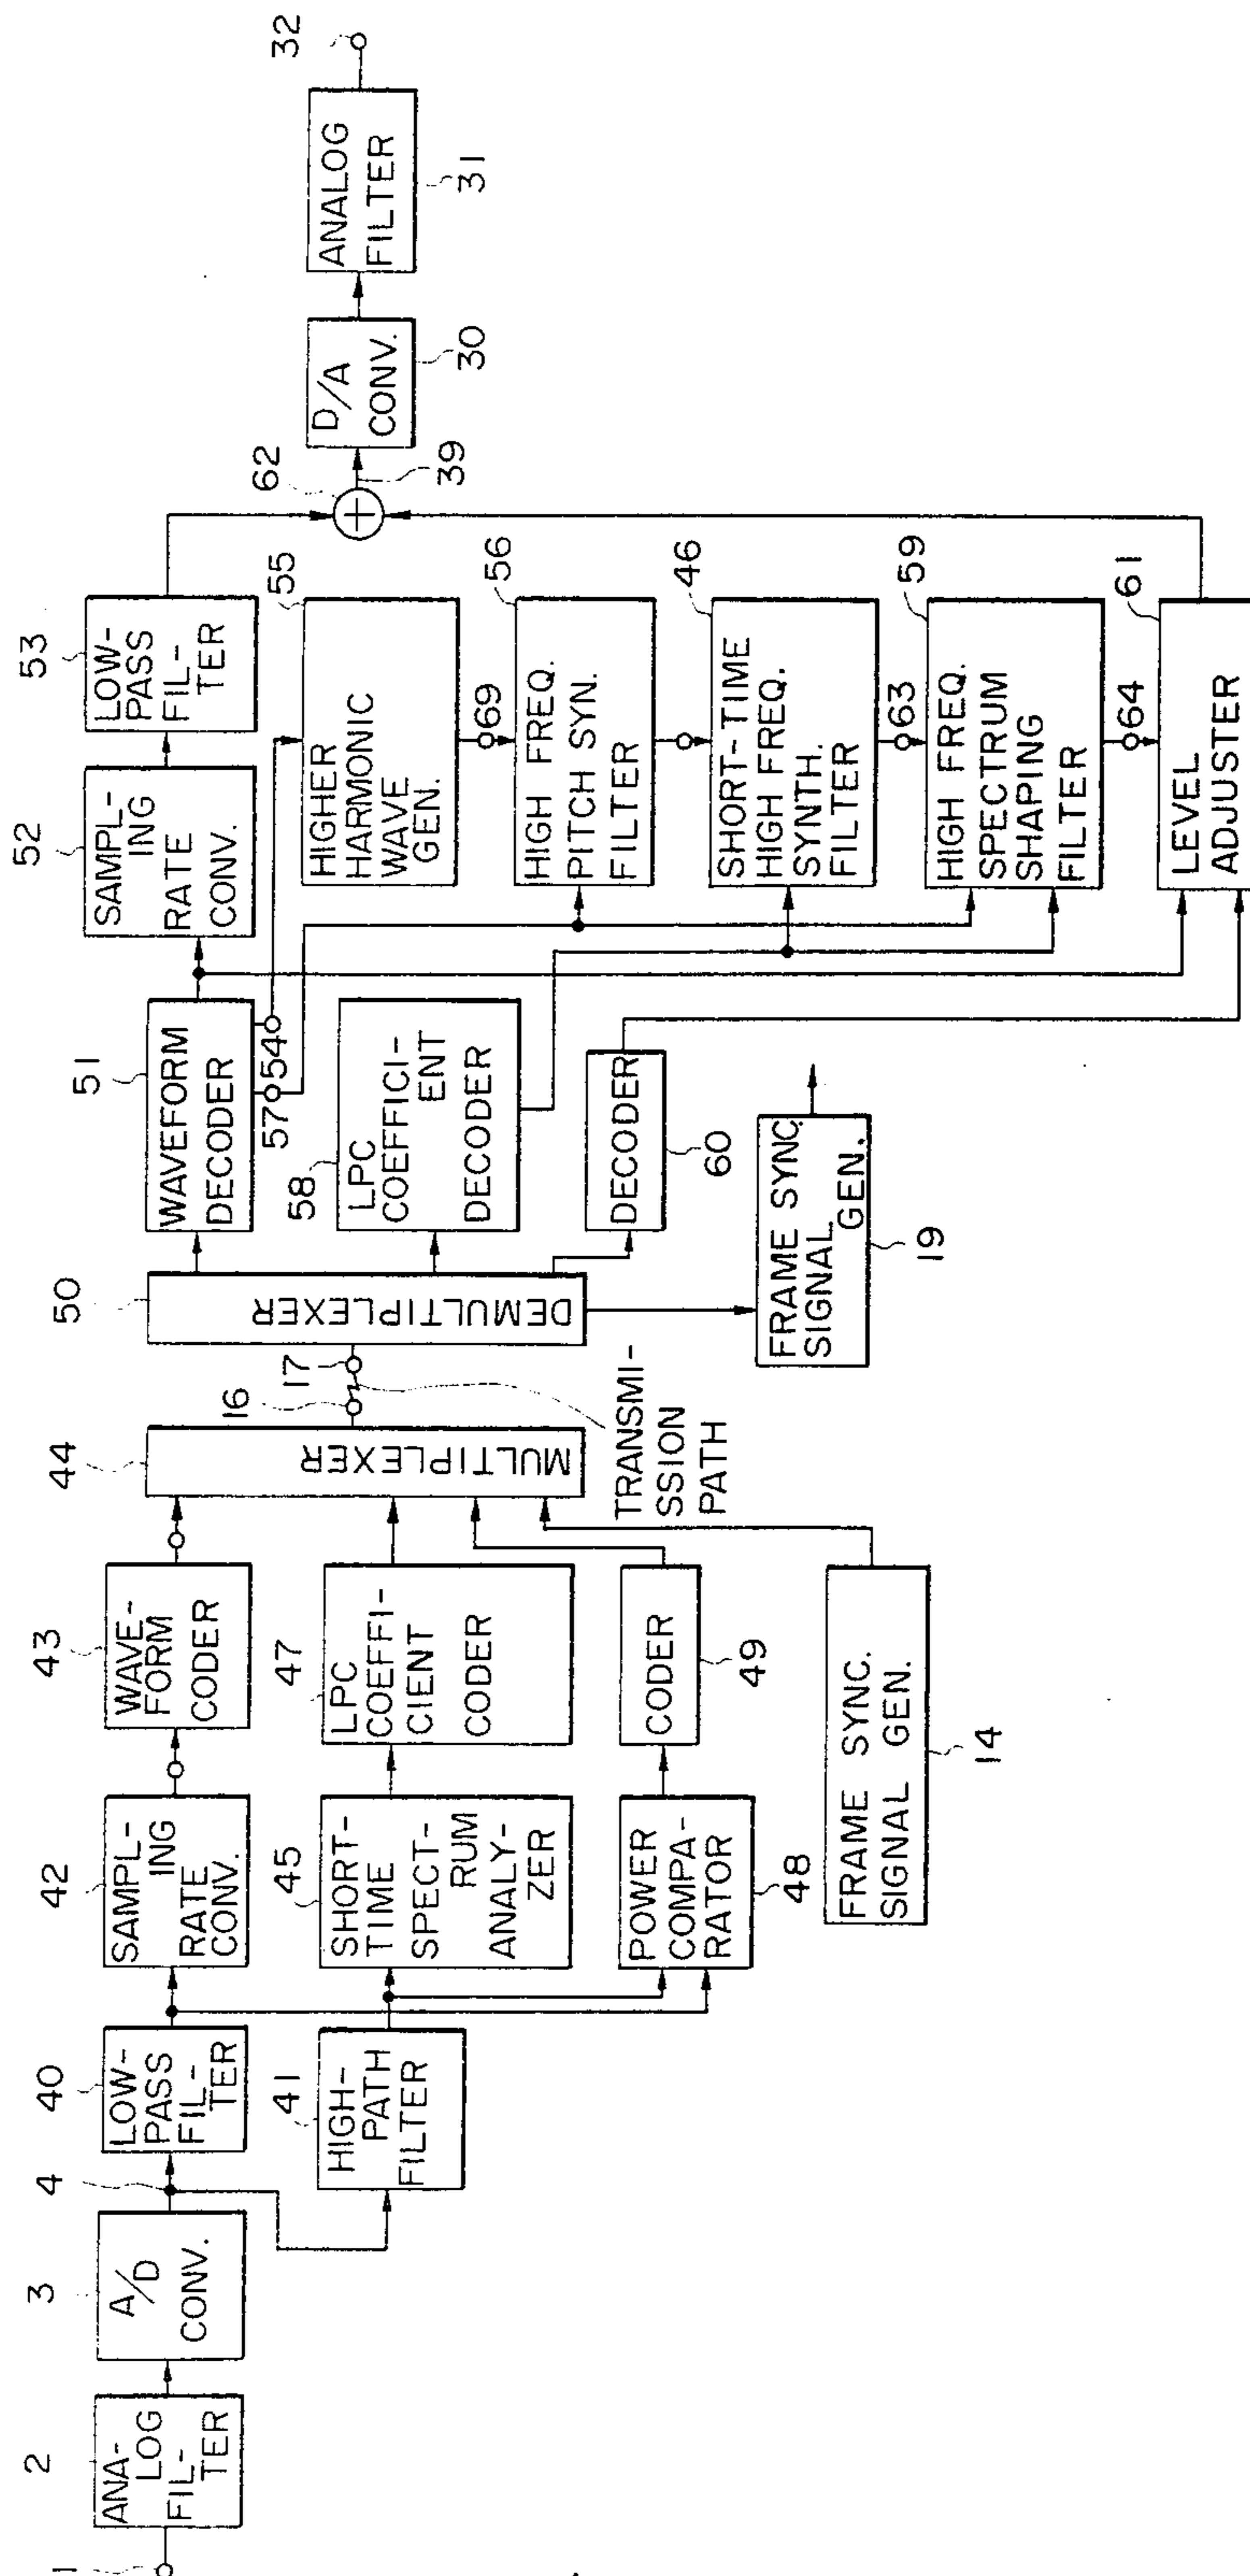 1
2
ANA-
LOG
FIL-
TER
3
A/D
CONV.
4
40
LOW-
PASS
FIL-
TER
41
HIGH-
PATH
FILTER
42
SAMPL-
ING
RATE
CONV.
45
SHORT-
TIME
SPECT-
RUM
ANALY-
ZER
POWER
COMPA-
RATOR
48
43
WAVE-
FORM
CODER
47
LPC
COEFFI-
CIENT
CODER
CODER
49
FRAME SYNC.
SIGNAL GEN.
14
44
MULTIPLEXER
16
17
TRANSMI-
SSION
PATH
50
DEMULTIPLEXER
51
WAVEFORM
DECODER
57
54
58
LPC
COEFFICI-
ENT
DECODER
DECODER
60
FRAME SYNC.
SIGNAL
GEN.
19
52
SAMPL-
ING
RATE
CONV.
53
LOW-
PASS
FIL-
TER
55
HIGHER
HARMONIC
WAVE
GEN.
69
56
HIGH FREQ.
PITCH SYN.
FILTER
46
SHORT-TIME
HIGH FREQ.
SYNTH.
FILTER
63
59
HIGH FREQ.
SPECTRUM
SHAPING
FILTER
64
61
LEVEL
ADJUSTER
62
+
39
D/A
CONV.
30
ANALOG
FILTER
31
32